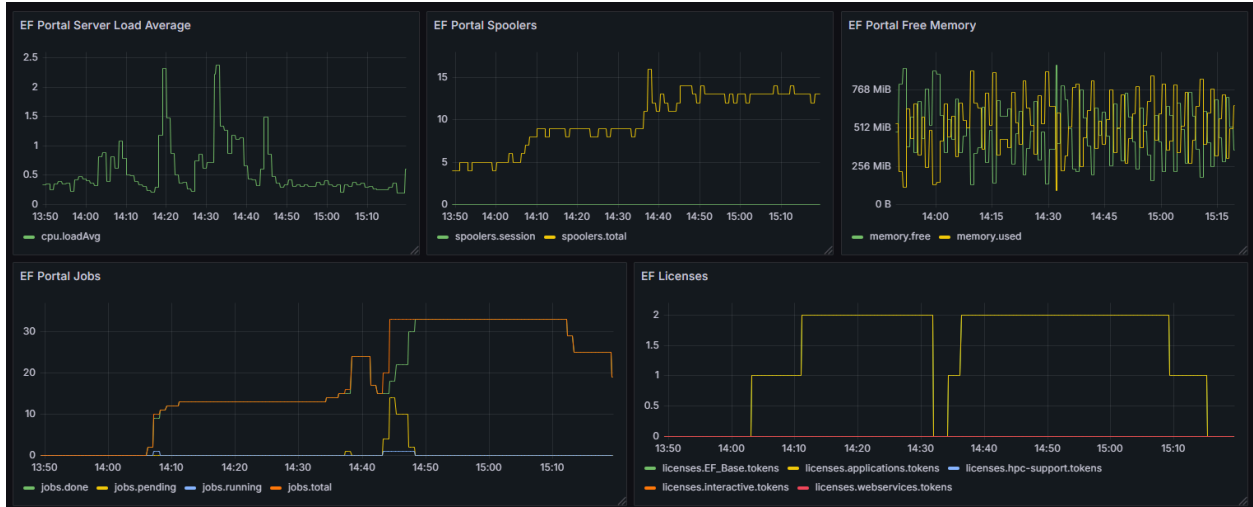 EF Portal Server Load Average
2.5
2
1.5
1
0.5
0
13:50 14:00 14:10 14:20 14:30 14:40 14:50 15:00 15:10
cpu.loadAvg
EF Portal Spoolers
15
10
5
0
13:50 14:00 14:10 14:20 14:30 14:40 14:50 15:00 15:10
spoolers.session spoolers.total
EF Portal Free Memory
768 MiB
512 MiB
256 MiB
0 B
14:00 14:15 14:30 14:45 15:00 15:15
memory.free memory.used
EF Portal Jobs
30
20
10
0
13:50 14:00 14:10 14:20 14:30 14:40 14:50 15:00 15:10
jobs.done jobs.pending jobs.running jobs.total
EF Licenses
2
1.5
1
0.5
0
13:50 14:00 14:10 14:20 14:30 14:40 14:50 15:00 15:10
licenses.EF_Base.tokens licenses.applications.tokens licenses.hpc-support.tokens
licenses.interactive.tokens licenses.webservices.tokens